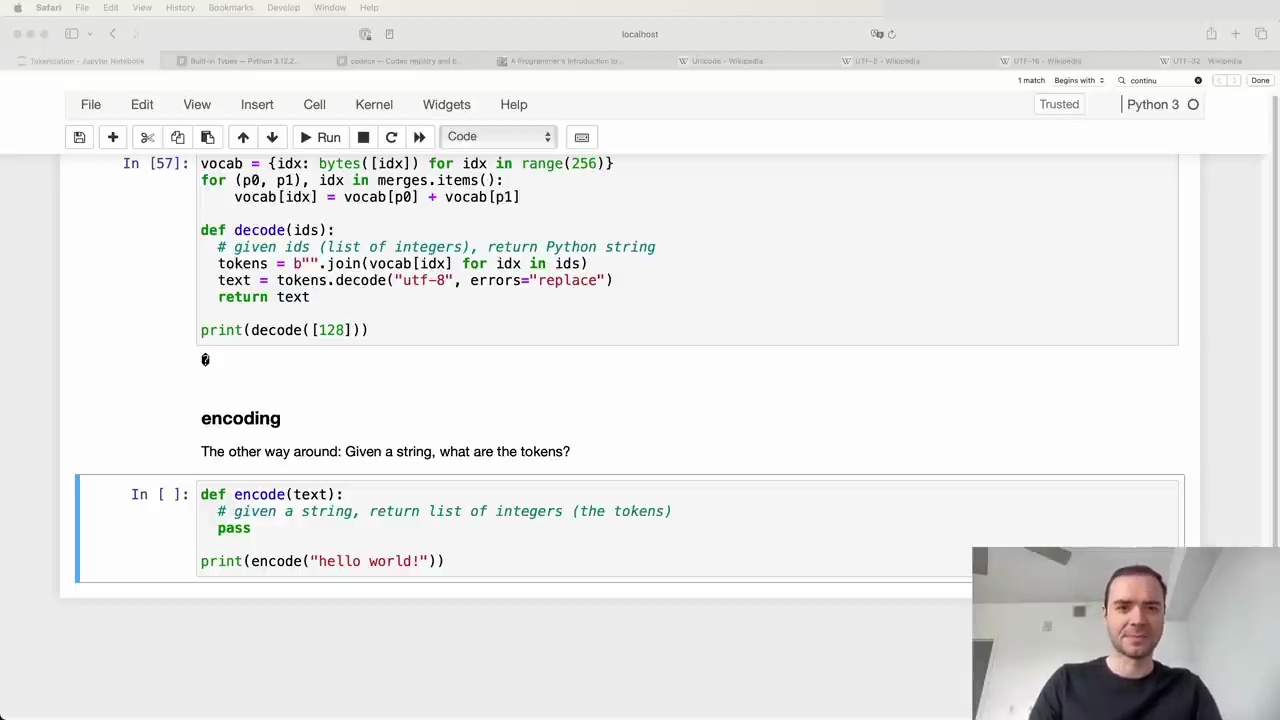 Safari File Edit View History Bookmarks Develop Window Help
localhost
Tokenization - Jupyter Notebook
Built-in Types — Python 3.12.2...
codecs — Codec registry and b...
A Programmer's Introduction to...
Unicode - Wikipedia
UTF-8 - Wikipedia
UTF-16 - Wikipedia
UTF-32 - Wikipedia
1 match Begins with continu Done
File Edit View Insert Cell Kernel Widgets Help Trusted Python 3
Run Code
In [57]: vocab = {idx: bytes([idx]) for idx in range(256)}
for (p0, p1), idx in merges.items():
    vocab[idx] = vocab[p0] + vocab[p1]
def decode(ids):
  # given ids (list of integers), return Python string
  tokens = b"".join(vocab[idx] for idx in ids)
  text = tokens.decode("utf-8", errors="replace")
  return text
print(decode([128]))
�
encoding
The other way around: Given a string, what are the tokens?
In [ ]: def encode(text):
  # given a string, return list of integers (the tokens)
  pass
print(encode("hello world!"))